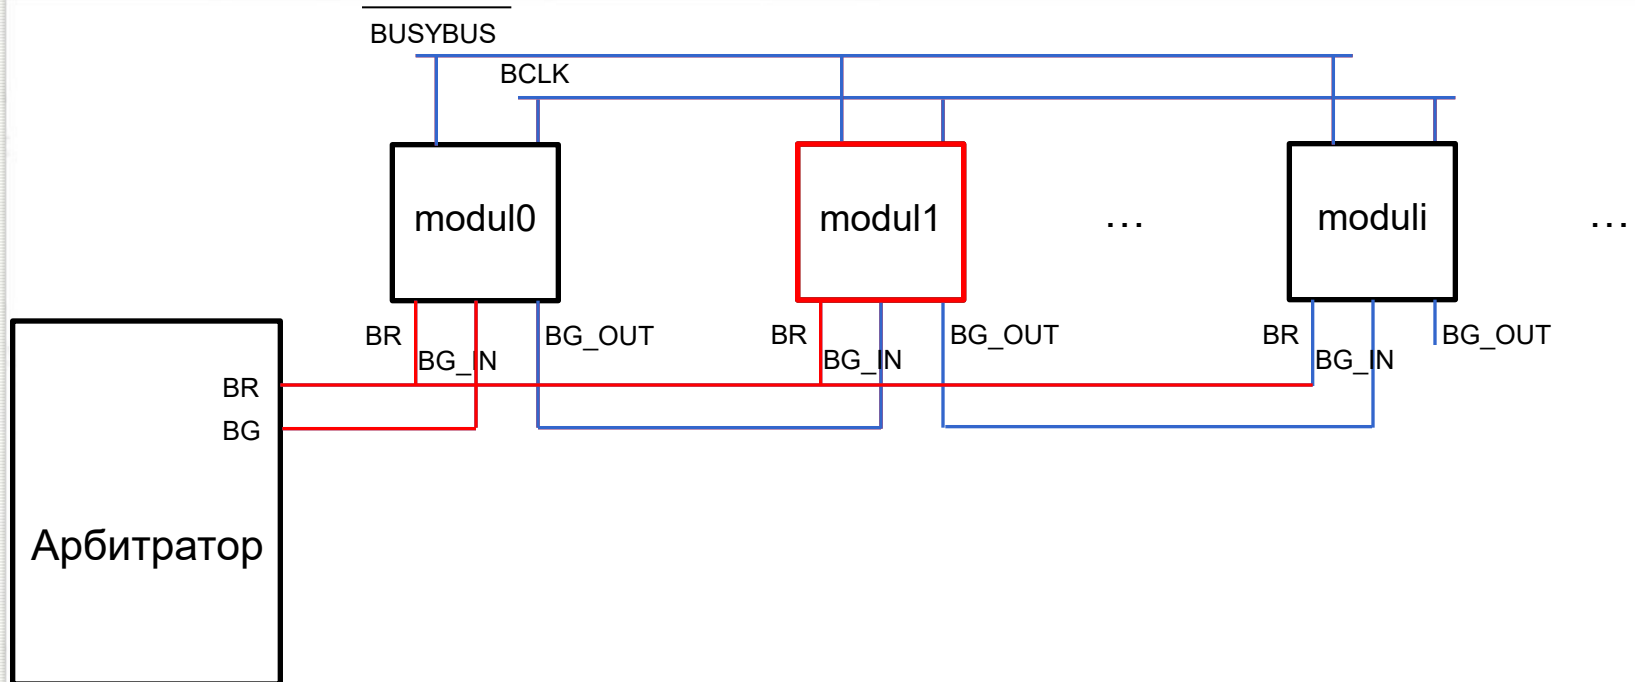 BUSYBUS
BCLK
modul0
modul1
...
moduli
...
BR
BG_IN
BG_OUT
BR
BG_IN
BG_OUT
BR
BG_IN
BG_OUT
BR
BG
Арбитратор